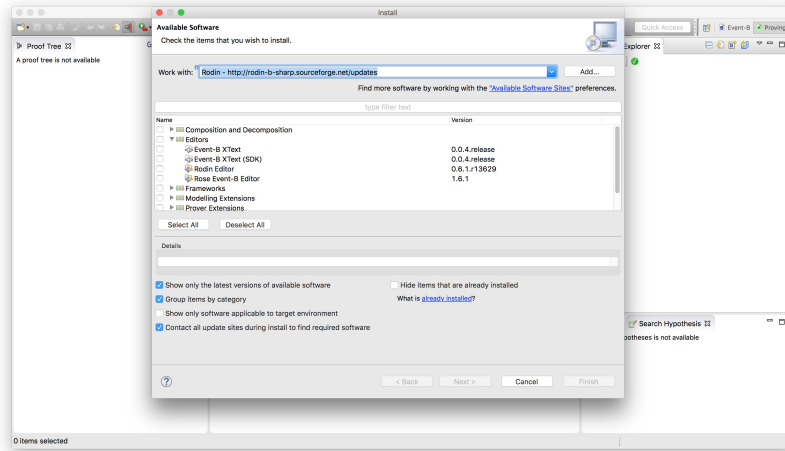 Install
Quick Access
Event-B
Proving
Proof Tree
A proof tree is not available
Explorer
Available Software
Check the items that you wish to install.
Work with: Rodin - http://rodin-b-sharp.sourceforge.net/updates
Add...
Find more software by working with the "Available Software Sites" preferences.
type filter text
Name Version
Composition and Decomposition
Editors
Event-B XText 0.0.4.release
Event-B XText (SDK) 0.0.4.release
Rodin Editor 0.6.1.r13629
Rose Event-B Editor 1.6.1
Frameworks
Modelling Extensions
Prover Extensions
Select All Deselect All
Details
Show only the latest versions of available software Hide items that are already installed
Group items by category What is already installed?
Show only software applicable to target environment
Contact all update sites during install to find required software
Search Hypothesis
potheses is not available
? < Back Next > Cancel Finish
0 items selected